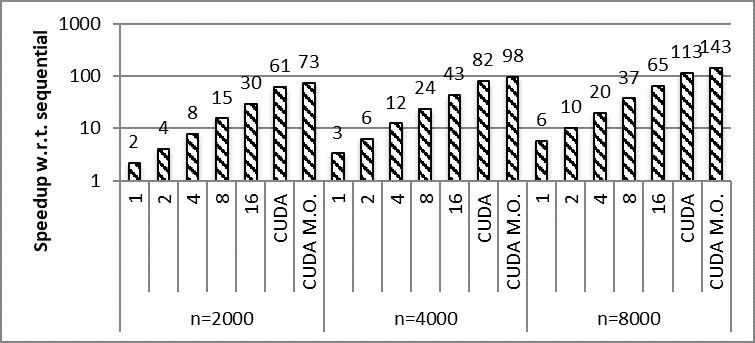 Speedup w.r.t. sequential
1000
100
10
1
2 4 8 15 30 61 73 3 6 12 24 43 82 98 6 10 20 37 65 113 143
1 2 4 8 16 CUDA CUDA M.O. 1 2 4 8 16 CUDA CUDA M.O. 1 2 4 8 16 CUDA CUDA M.O.
n=2000 n=4000 n=8000